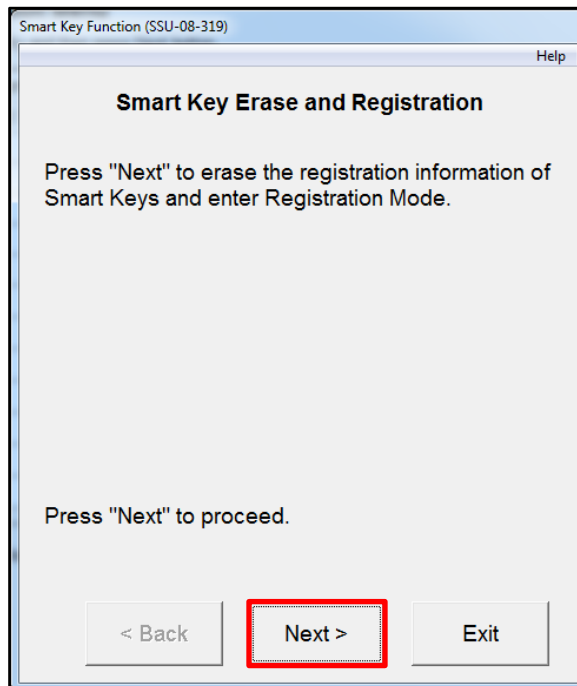 Smart Key Function (SSU-08-319)
Help
Smart Key Erase and Registration
Press "Next" to erase the registration information of
Smart Keys and enter Registration Mode.
Press "Next" to proceed.
< Back
Next >
Exit